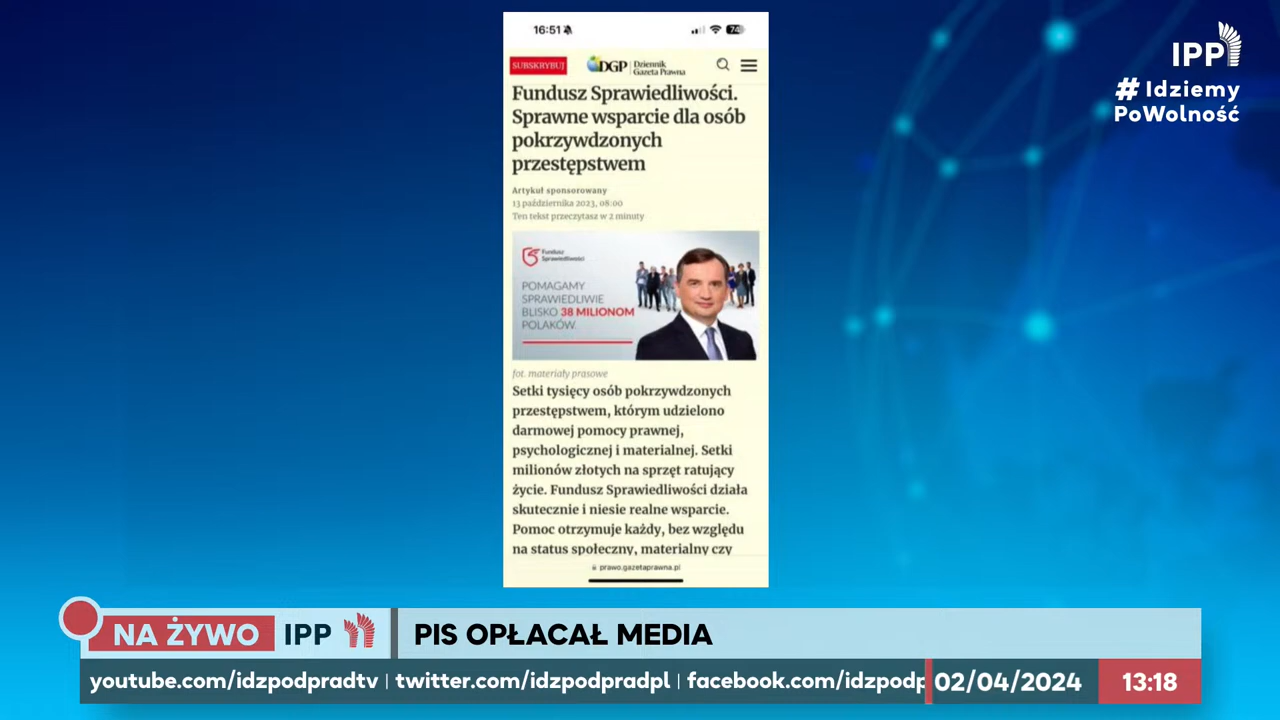 16:51
74
SUBSKRYBUJ
DGP Dziennik
Gazeta Prawna
Fundusz Sprawiedliwości.
Sprawne wsparcie dla osób
pokrzywdzonych
przestępstwem
Artykuł sponsorowany
13 października 2023, 08:00
Ten tekst przeczytasz w 2 minuty
Fundusz
Sprawiedliwości
POMAGAMY
SPRAWIEDLIWIE
BLISKO 38 MILIONOM
POLAKÓW.
fot. materiały prasowe
Setki tysięcy osób pokrzywdzonych
przestępstwem, którym udzielono
darmowej pomocy prawnej,
psychologicznej i materialnej. Setki
milionów złotych na sprzęt ratujący
życie. Fundusz Sprawiedliwości działa
skutecznie i niesie realne wsparcie.
Pomoc otrzymuje każdy, bez względu
na status społeczny, materialny czy
prawo.gazetaprawna.pl
IPP
# Idziemy
PoWolność
NA ŻYWO IPP PIS OPŁACAŁ MEDIA
youtube.com/idzpodpradtv | twitter.com/idzpodpradpl | facebook.com/idzpodp 02/04/2024 13:18